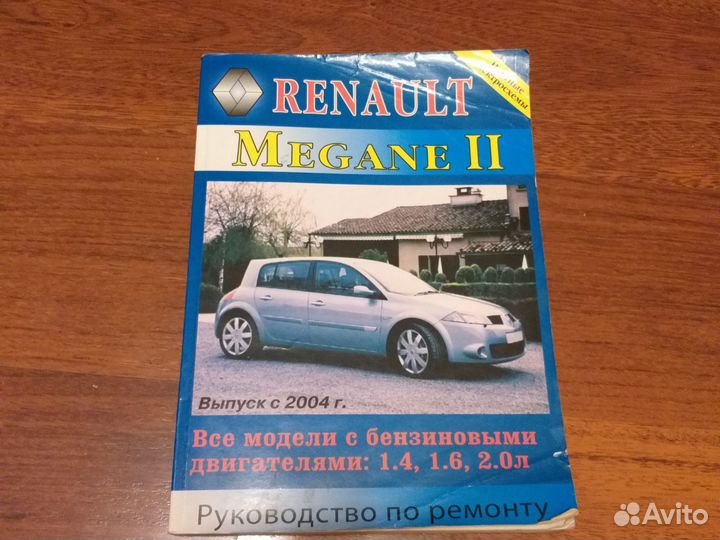 RENAULT
электросхемы
MEGANE II
Выпуск с 2004 г.
Все модели с бензиновыми
двигателями: 1.4, 1.6, 2.0л
Руководство по ремонту
Avito